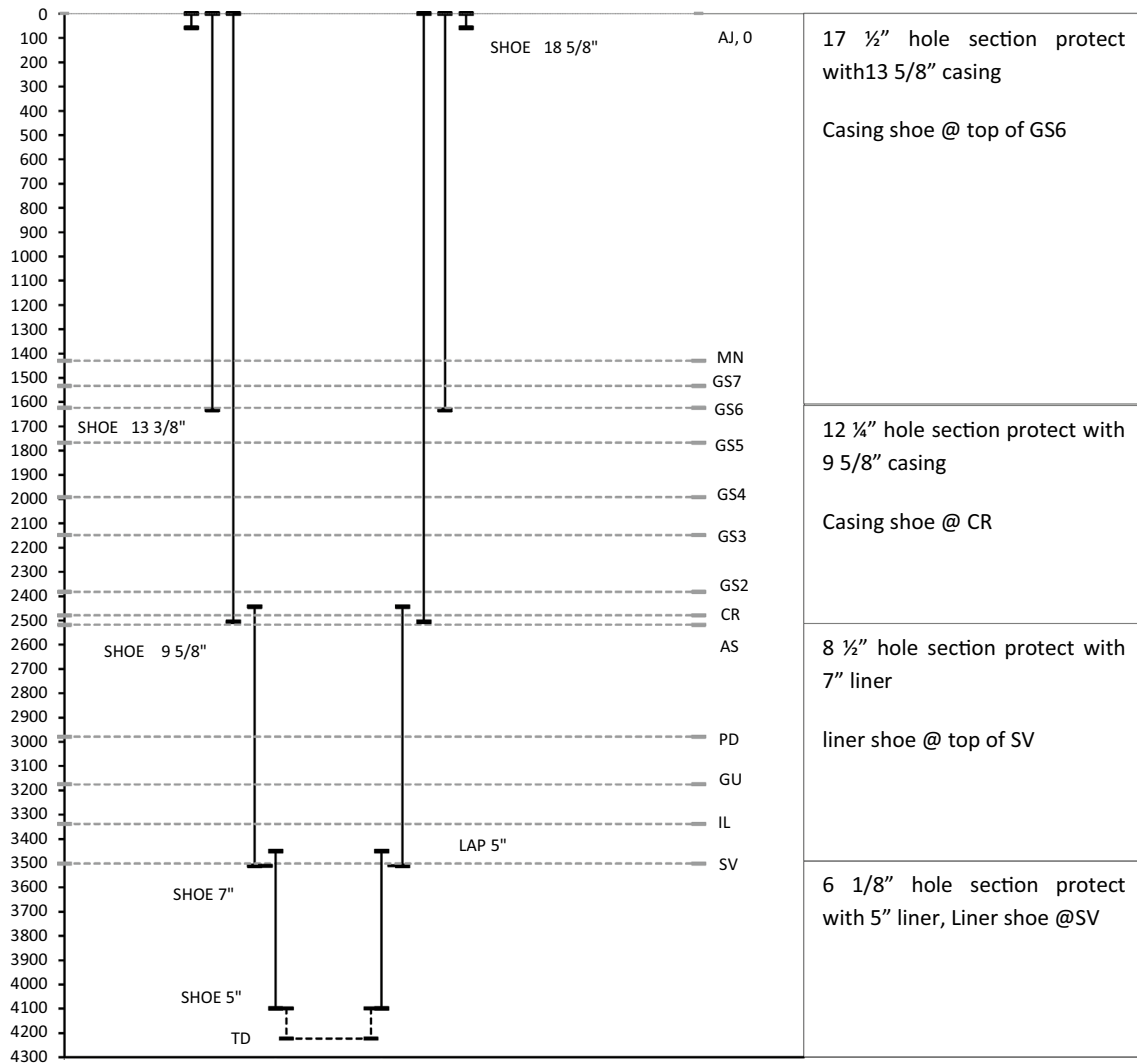 0
100
200
300
400
500
600
700
800
900
1000
1100
1200
1300
1400
1500
1600
1700
1800
1900
2000
2100
2200
2300
2400
2500
2600
2700
2800
2900
3000
3100
3200
3300
3400
3500
3600
3700
3800
3900
4000
4100
4200
4300
SHOE 18 5/8"
SHOE 13 3/8"
SHOE 9 5/8"
LAP 5"
SHOE 7"
SHOE 5"
TD
AJ, 0
MN
GS7
GS6
GS5
GS4
GS3
GS2
CR
AS
PD
GU
IL
SV
17 ½” hole section protect
with13 5/8” casing
Casing shoe @ top of GS6
12 ¼” hole section protect with
9 5/8” casing
Casing shoe @ CR
8 ½” hole section protect with
7” liner
liner shoe @ top of SV
6 1/8” hole section protect
with 5” liner, Liner shoe @SV